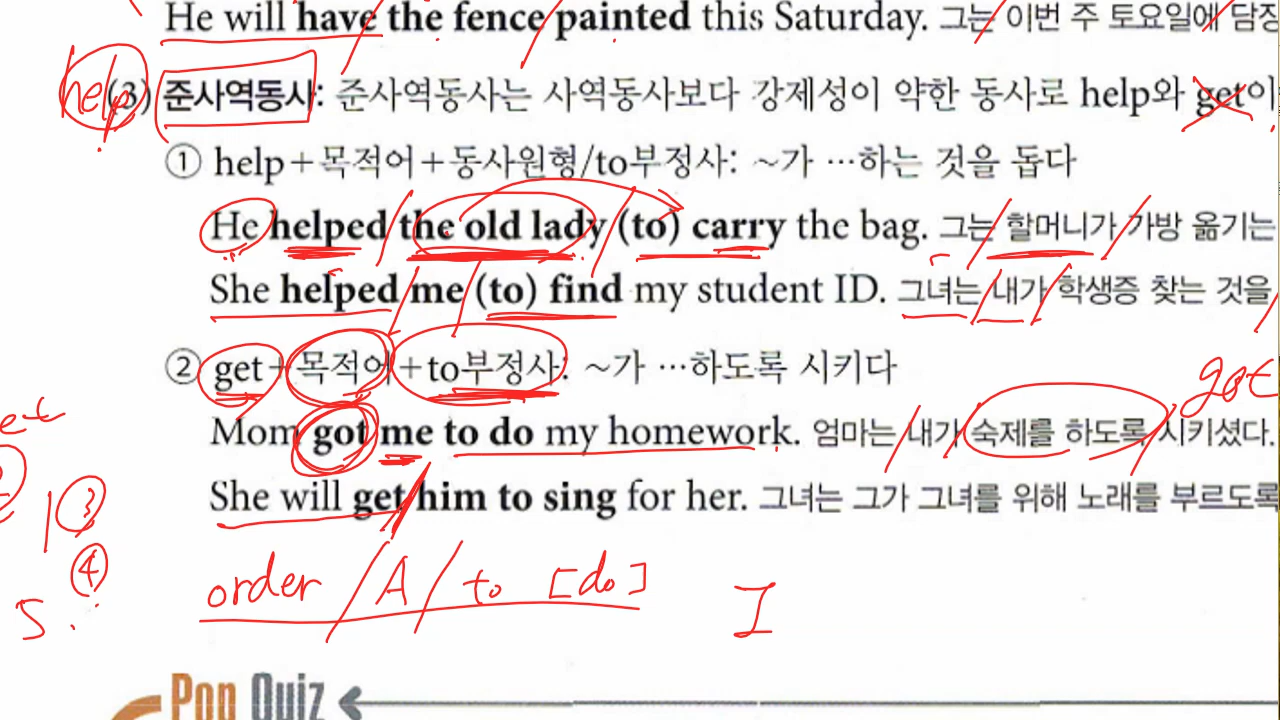 He will have the fence painted this Saturday. 그는 이번 주 토요일에 담장
help (3) 준사역동사: 준사역동사는 사역동사보다 강제성이 약한 동사로 help와 get이
① help+목적어+동사원형/to부정사: ~가 …하는 것을 돕다
He helped the old lady (to) carry the bag. 그는 할머니가 가방 옮기는
She helped me (to) find my student ID. 그녀는 내가 학생증 찾는 것을
② get+목적어+to부정사: ~가 …하도록 시키다
got
Mom got me to do my homework. 엄마는 내가 숙제를 하도록 시키셨다.
She will get him to sing for her. 그녀는 그가 그녀를 위해 노래를 부르도록
③
④
5.
order / A / to [do] I
Pop Quiz